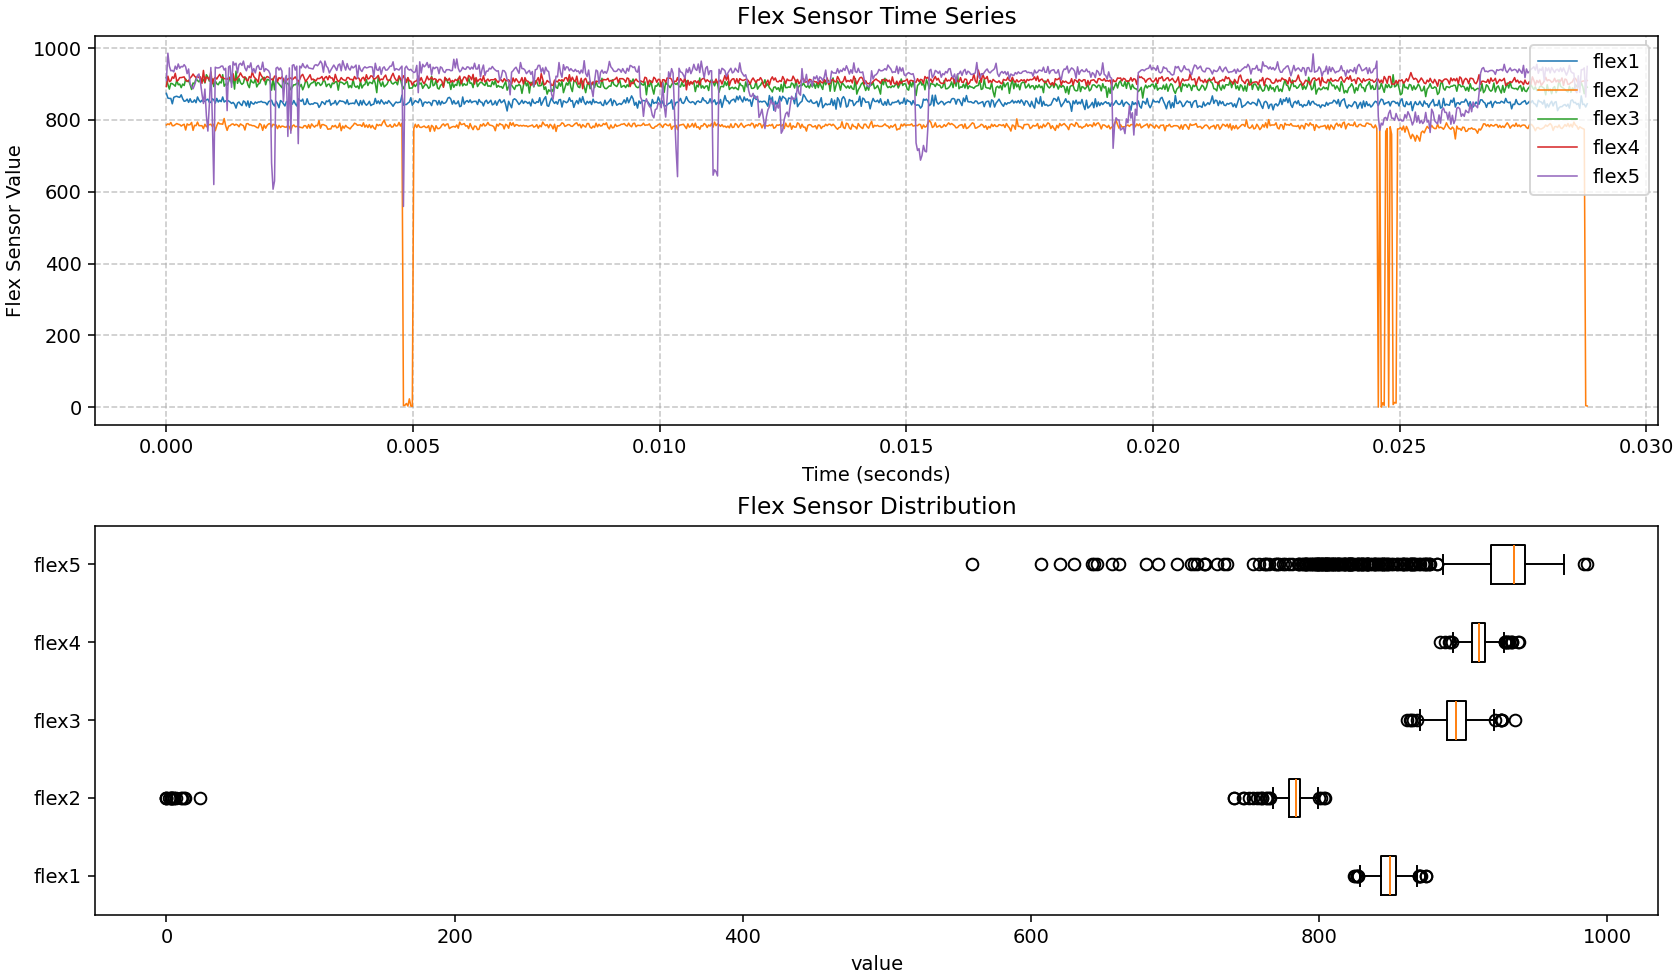 Flex Sensor Time Series
Flex Sensor Value
1000
800
600
400
200
0
flex1
flex2
flex3
flex4
flex5
0.000 0.005 0.010 0.015 0.020 0.025 0.030
Time (seconds)
Flex Sensor Distribution
flex5
flex4
flex3
flex2
flex1
0 200 400 600 800 1000
value